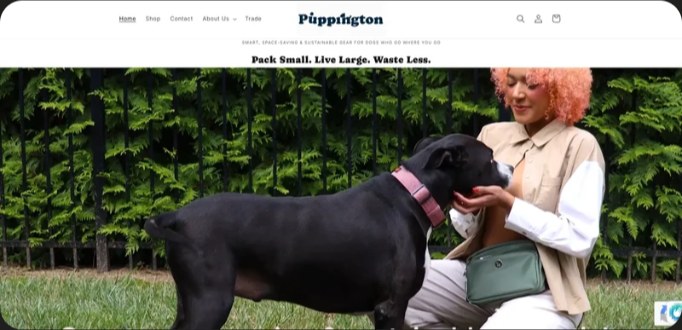 Home Shop Contact About Us Trade
Puppington
SMART, SPACE-SAVING & SUSTAINABLE GEAR FOR DOGS WHO GO WHERE YOU GO
Pack Small. Live Large. Waste Less.